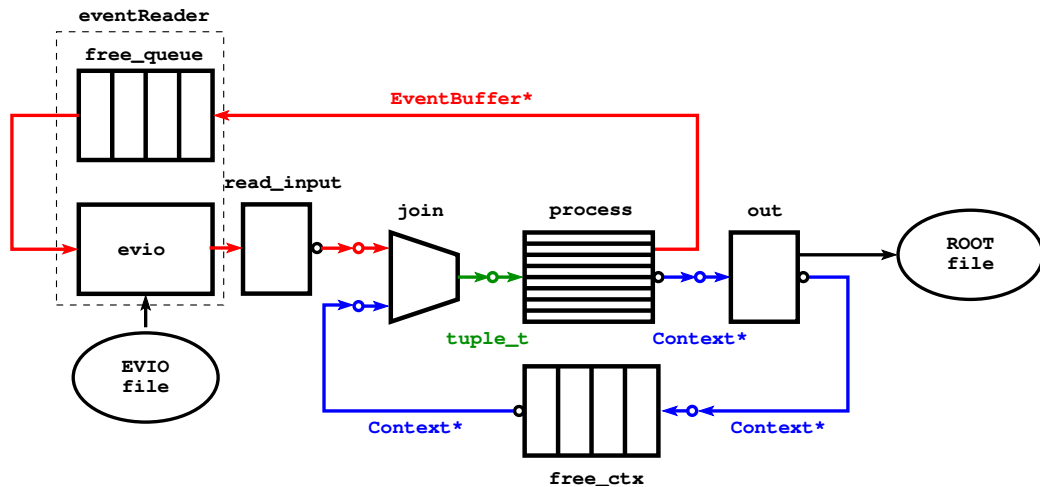 eventReader
free_queue
EventBuffer*
read_input
join
process
out
evio
ROOT
file
tuple_t
Context*
EVIO
file
Context*
Context*
free_ctx